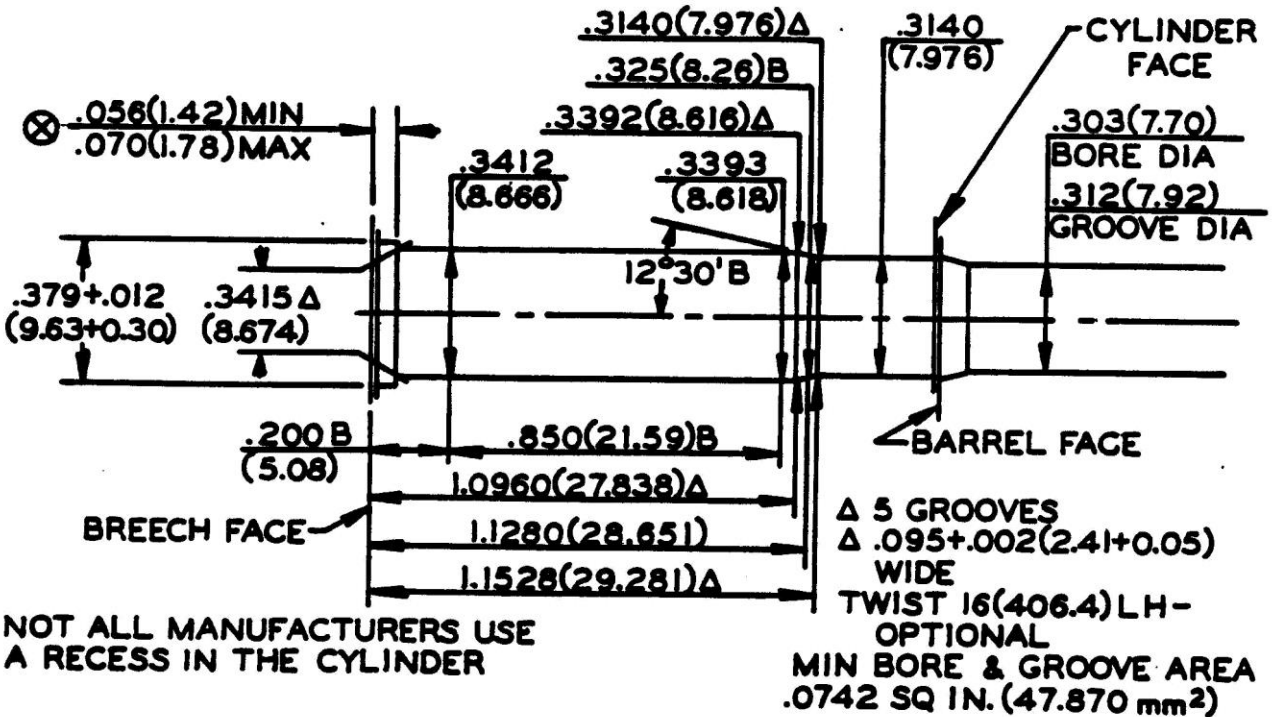 .3140(7.976)Δ
.3140
(7.976)
CYLINDER
FACE
.325(8.26)B
⊗ .056(1.42)MIN
.070(1.78)MAX
.3392(8.616)Δ
.303(7.70)
BORE DIA
.3412
(8.666)
.3393
(8.618)
.312(7.92)
GROOVE DIA
12°30'B
.379+.012
(9.63+0.30)
.3415Δ
(8.674)
.200B
(5.08)
.850(21.59)B
BARREL FACE
1.0960(27.838)Δ
BREECH FACE
1.1280(28.651)
1.1528(29.281)Δ
Δ 5 GROOVES
Δ .095+.002(2.41+0.05)
WIDE
TWIST 16(406.4)LH-
OPTIONAL
MIN BORE & GROOVE AREA
.0742 SQ IN.(47.870 mm²)
NOT ALL MANUFACTURERS USE
A RECESS IN THE CYLINDER